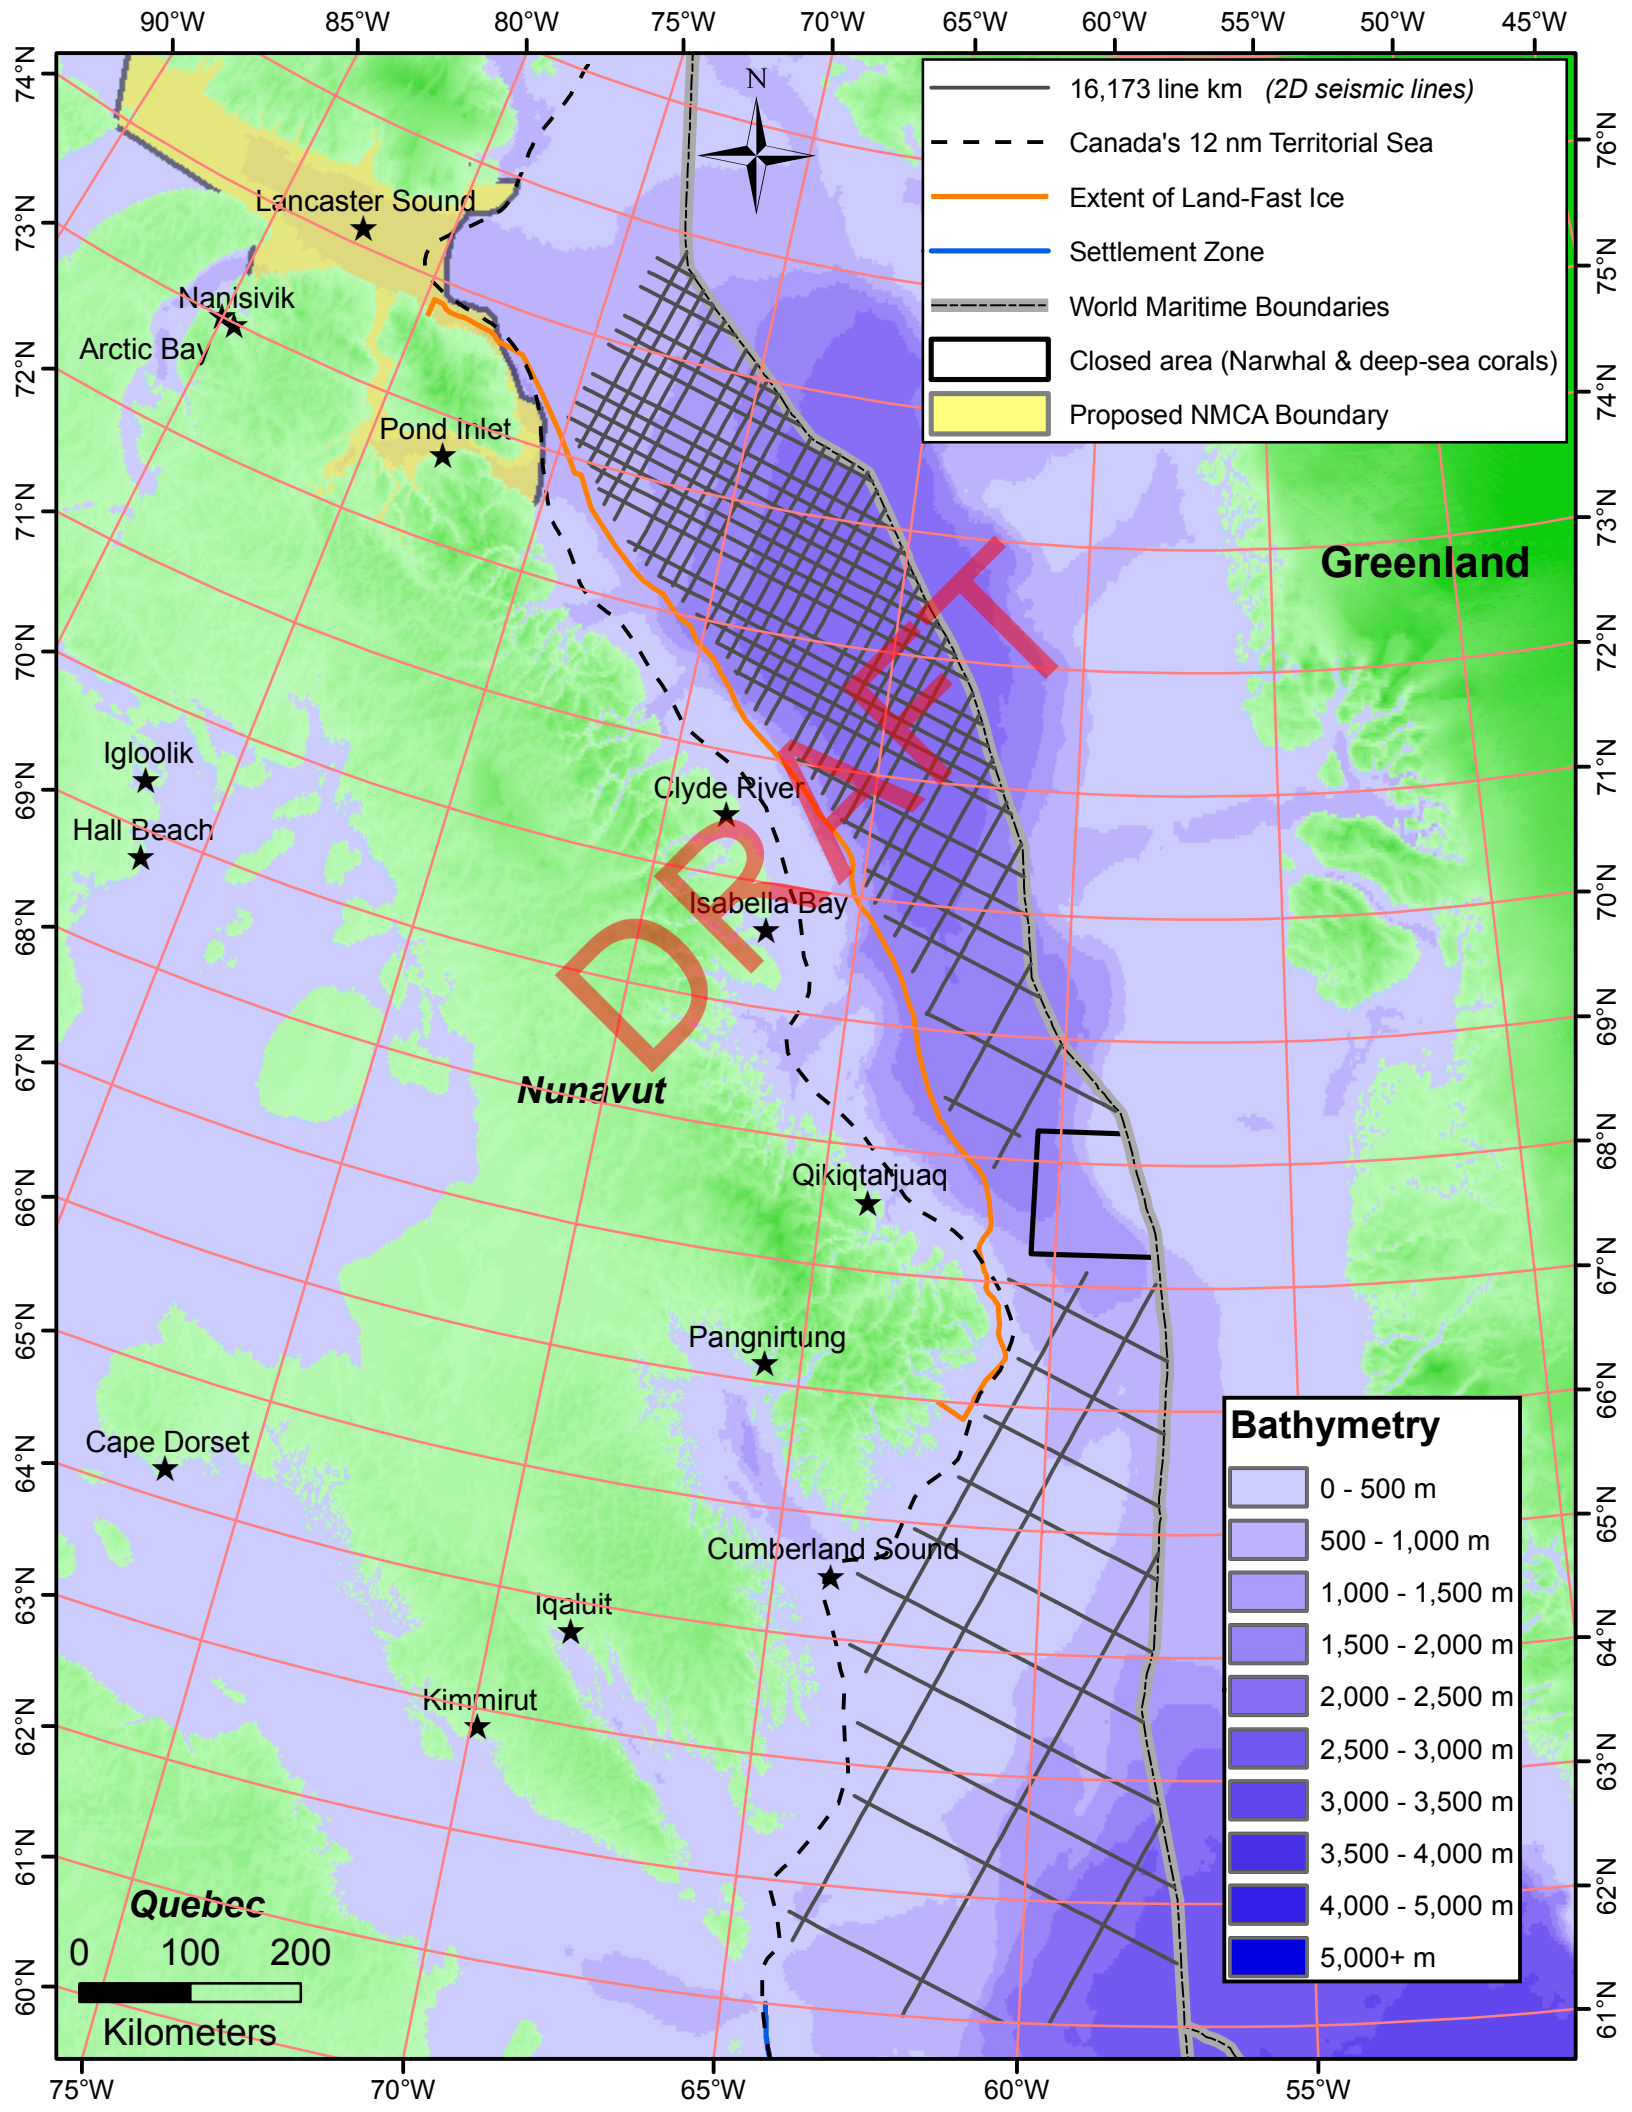 90°W 85°W 80°W 75°W 70°W 65°W 60°W 55°W 50°W 45°W
74°N
73°N
72°N
71°N
70°N
69°N
68°N
67°N
66°N
65°N
64°N
63°N
62°N
61°N
60°N
N
16,173 line km (2D seismic lines)
Canada's 12 nm Territorial Sea
Extent of Land-Fast Ice
Settlement Zone
World Maritime Boundaries
Closed area (Narwhal & deep-sea corals)
Proposed NMCA Boundary
Lancaster Sound
Nanisivik
Arctic Bay
Pond Inlet
Greenland
Igloolik
Hall Beach
Clyde River
Isabella Bay
DRAFT
Nunavut
Qikiqtarjuaq
Pangnirtung
Cape Dorset
Cumberland Sound
Iqaluit
Kimmirut
Quebec
0 100 200
Kilometers
Bathymetry
0 - 500 m
500 - 1,000 m
1,000 - 1,500 m
1,500 - 2,000 m
2,000 - 2,500 m
2,500 - 3,000 m
3,000 - 3,500 m
3,500 - 4,000 m
4,000 - 5,000 m
5,000+ m
76°N
75°N
74°N
73°N
72°N
71°N
70°N
69°N
68°N
67°N
66°N
65°N
64°N
63°N
62°N
61°N
75°W 70°W 65°W 60°W 55°W